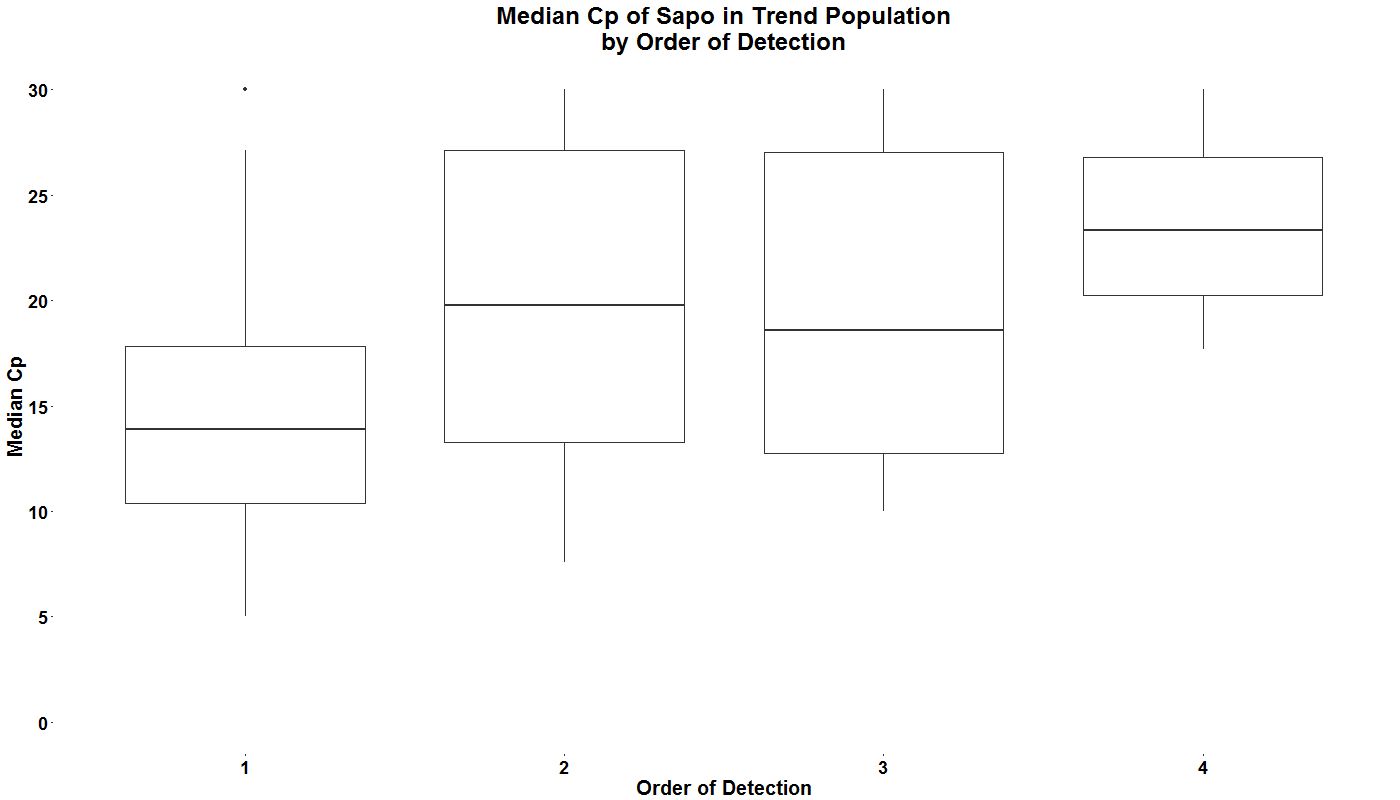 Median Cp of Sapo in Trend Population
by Order of Detection
Median Cp
30
25
20
15
10
5
0
1 2 3 4
Order of Detection